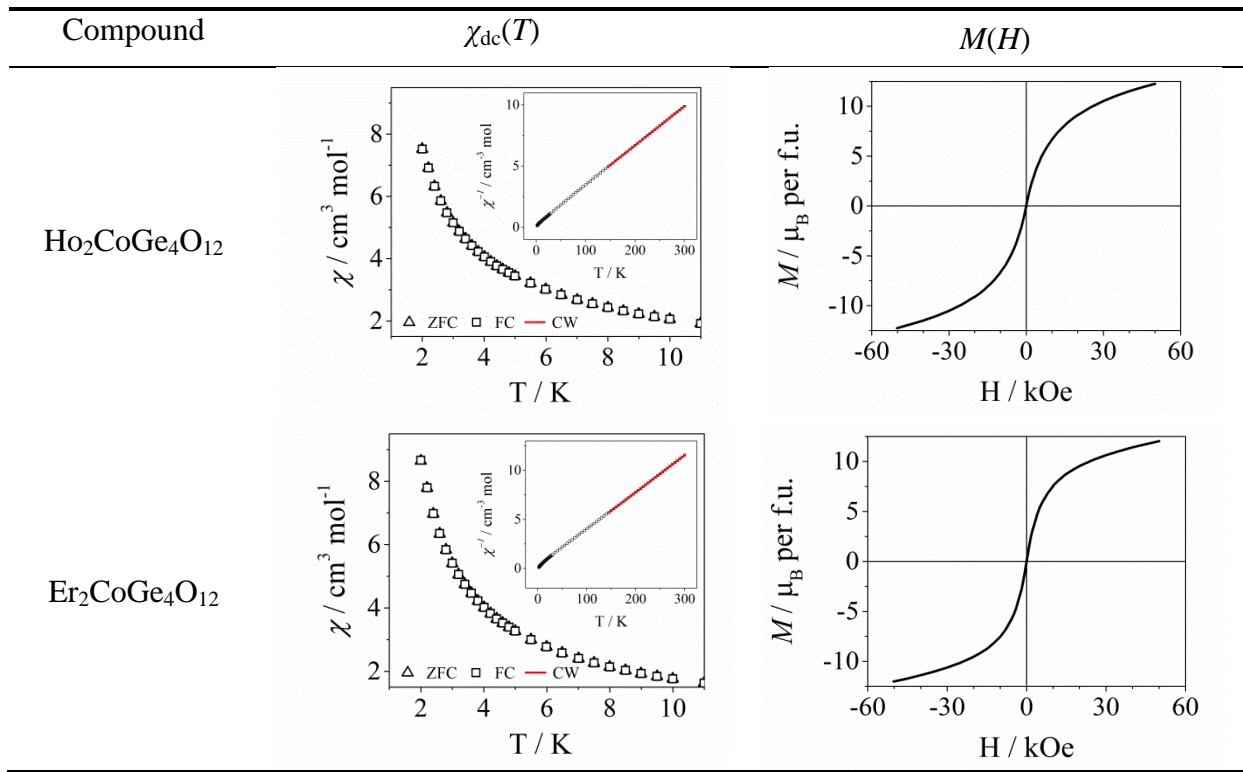 Compound χdc(T) M(H)
Ho₂CoGe₄O₁₂
χ / cm³ mol⁻¹
8
6
4
2
2 4 6 8 10
T / K
△ ZFC □ FC — CW
χ⁻¹ / cm⁻³ mol
10
5
0
0 100 200 300
T / K
M / μB per f.u.
10
5
0
-5
-10
-60 -30 0 30 60
H / kOe
Er₂CoGe₄O₁₂
χ / cm³ mol⁻¹
8
6
4
2
2 4 6 8 10
T / K
△ ZFC □ FC — CW
χ⁻¹ / cm⁻³ mol
10
5
0
0 100 200 300
T / K
M / μB per f.u.
10
5
0
-5
-10
-60 -30 0 30 60
H / kOe